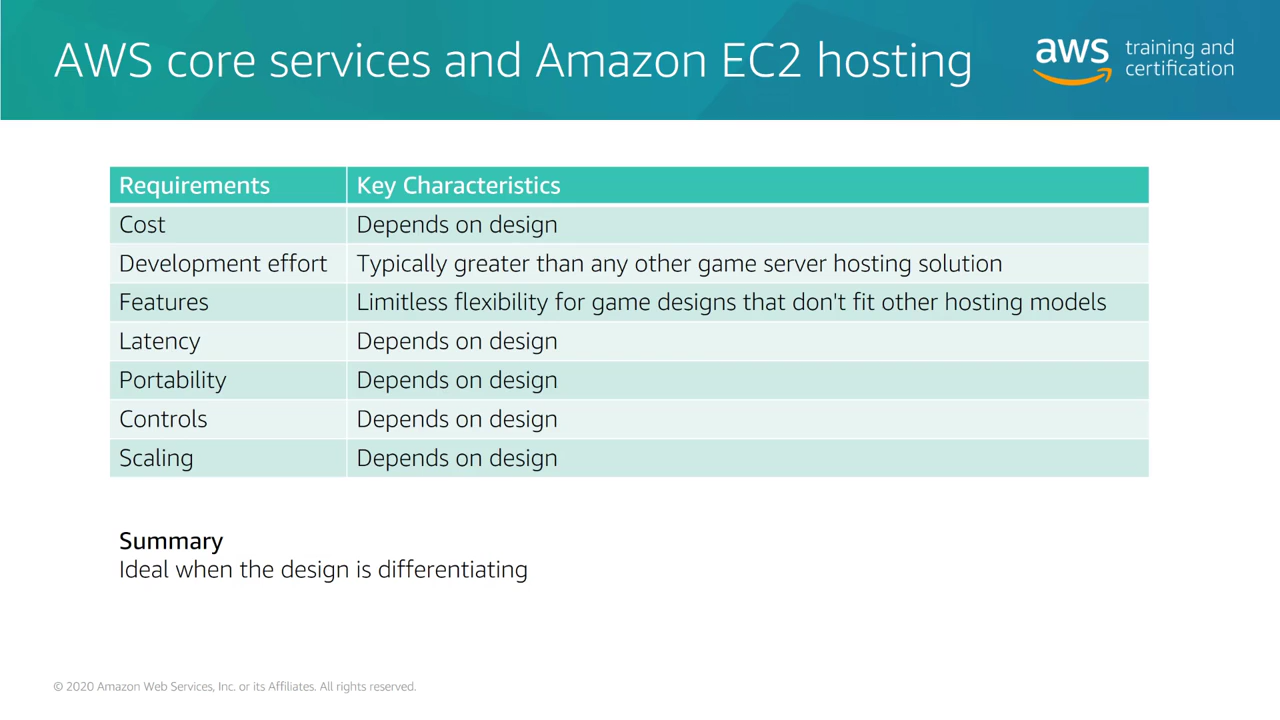 AWS core services and Amazon EC2 hosting
aws training and
certification
Requirements Key Characteristics
Cost Depends on design
Development effort Typically greater than any other game server hosting solution
Features Limitless flexibility for game designs that don't fit other hosting models
Latency Depends on design
Portability Depends on design
Controls Depends on design
Scaling Depends on design
Summary
Ideal when the design is differentiating
© 2020 Amazon Web Services, Inc. or its Affiliates. All rights reserved.